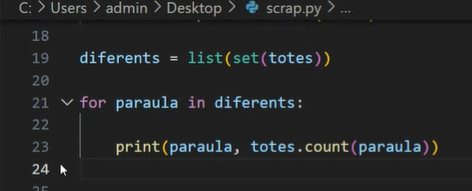 C: > Users > admin > Desktop > scrap.py > ...
18
19 diferents = list(set(totes))
20
21 for paraula in diferents:
22
23 print(paraula, totes.count(paraula))
24